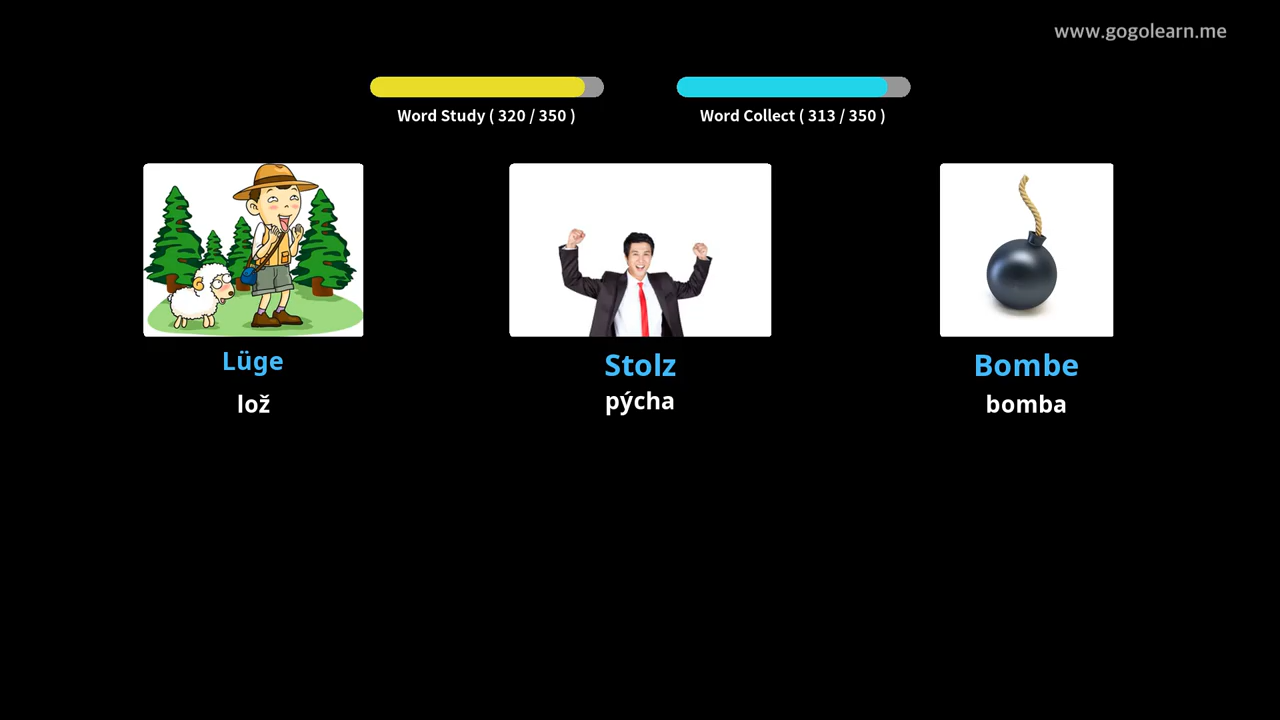 www.gogolearn.me
Word Study ( 320 / 350 )
Word Collect ( 313 / 350 )
Lüge
Stolz
Bombe
lož
pýcha
bomba